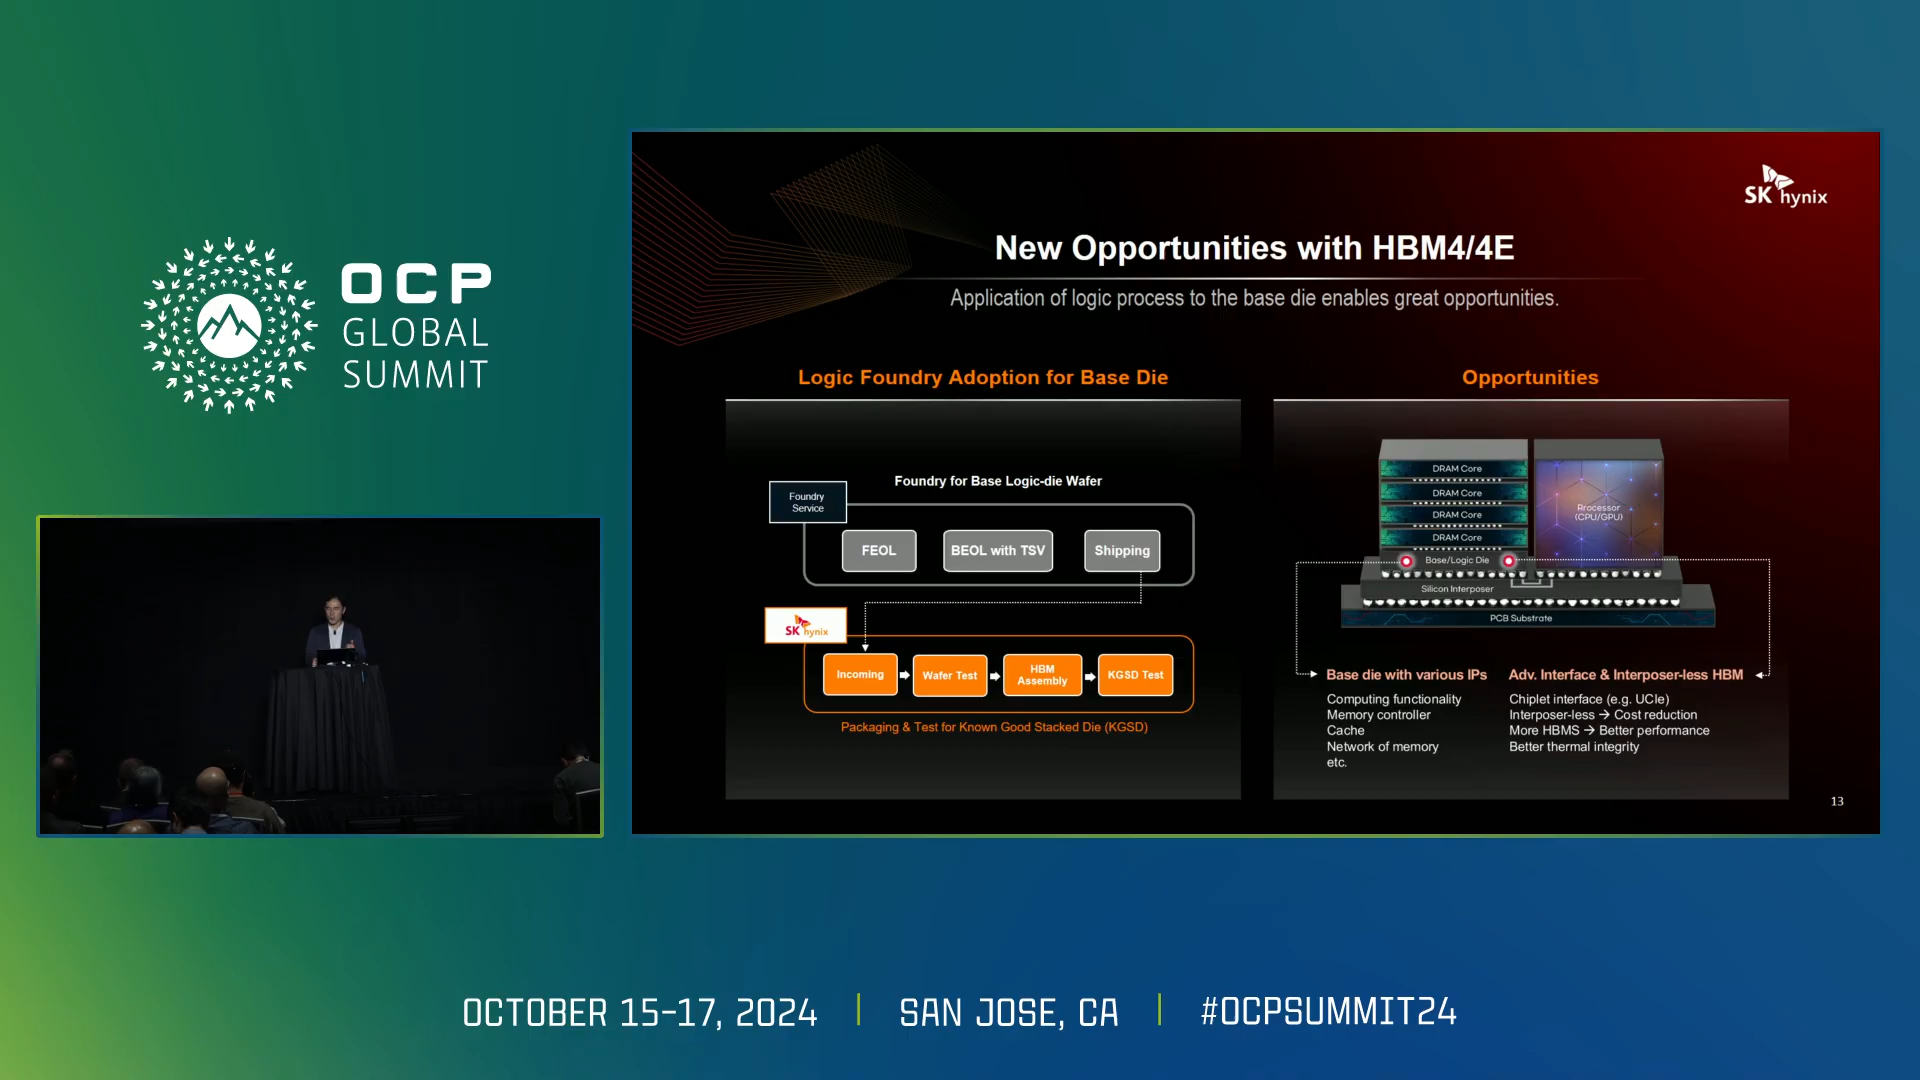 OCP
GLOBAL
SUMMIT
SK hynix
New Opportunities with HBM4/4E
Application of logic process to the base die enables great opportunities.
Logic Foundry Adoption for Base Die
Foundry for Base Logic-die Wafer
Foundry
Service
FEOL
BEOL with TSV
Shipping
SK hynix
Incoming
Wafer Test
HBM
Assembly
KGSD Test
Packaging & Test for Known Good Stacked Die (KGSD)
Opportunities
DRAM Core
DRAM Core
DRAM Core
DRAM Core
Base/Logic Die
Processor
(CPU/GPU)
Silicon Interposer
PCB Substrate
Base die with various IPs
Computing functionality
Memory controller
Cache
Network of memory
etc.
Adv. Interface & Interposer-less HBM
Chiplet interface (e.g. UCIe)
Interposer-less → Cost reduction
More HBMS → Better performance
Better thermal integrity
13
OCTOBER 15-17, 2024 | SAN JOSE, CA | #OCPSUMMIT24